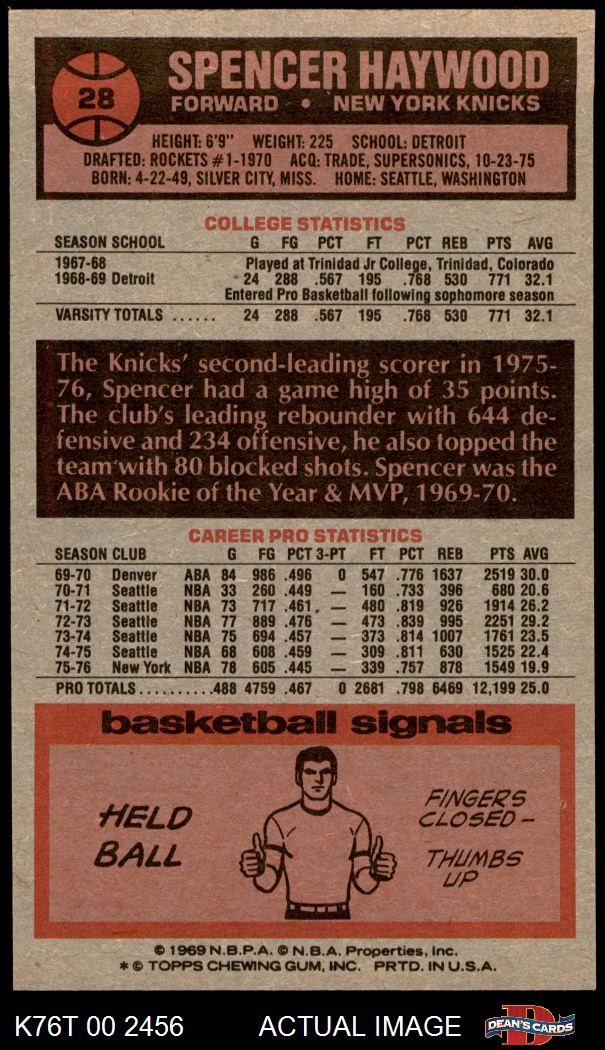 28
SPENCER HAYWOOD
FORWARD • NEW YORK KNICKS
HEIGHT: 6'9" WEIGHT: 225 SCHOOL: DETROIT
DRAFTED: ROCKETS #1-1970 ACQ: TRADE, SUPERSONICS, 10-23-75
BORN: 4-22-49, SILVER CITY, MISS. HOME: SEATTLE, WASHINGTON
COLLEGE STATISTICS
SEASON SCHOOL G FG PCT FT PCT REB PTS AVG
1967-68 Played at Trinidad Jr College, Trinidad, Colorado
1968-69 Detroit 24 288 .567 195 .768 530 771 32.1
Entered Pro Basketball following sophomore season
VARSITY TOTALS ...... 24 288 .567 195 .768 530 771 32.1
The Knicks' second-leading scorer in 1975-
76, Spencer had a game high of 35 points.
The club's leading rebounder with 644 de-
fensive and 234 offensive, he also topped the
team with 80 blocked shots. Spencer was the
ABA Rookie of the Year & MVP, 1969-70.
CAREER PRO STATISTICS
SEASON CLUB G FG PCT 3-PT FT PCT REB PTS AVG
69-70 Denver ABA 84 986 .496 0 547 .776 1637 2519 30.0
70-71 Seattle NBA 33 260 .449 — 160 .733 396 680 20.6
71-72 Seattle NBA 73 717 .461 — 480 .819 926 1914 26.2
72-73 Seattle NBA 77 889 .476 — 473 .839 995 2251 29.2
73-74 Seattle NBA 75 694 .457 — 373 .814 1007 1761 23.5
74-75 Seattle NBA 68 608 .459 — 309 .811 630 1525 22.4
75-76 New York NBA 78 605 .445 — 339 .757 878 1549 19.9
PRO TOTALS..........488 4759 .467 0 2681 .798 6469 12,199 25.0
basketball signals
HELD
BALL
FINGERS
CLOSED—
THUMBS
UP
© 1969 N.B.P.A. © N.B.A. Properties, Inc.
* © TOPPS CHEWING GUM, INC. PRTD. IN U.S.A.
K76T 00 2456 ACTUAL IMAGE
D
DEAN'S CARDS